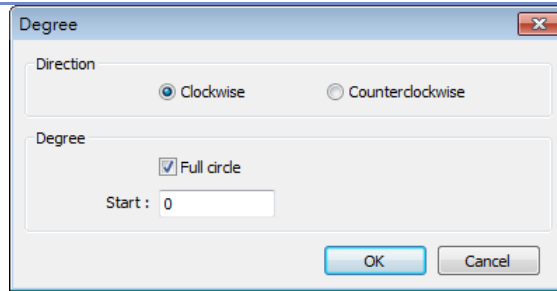 Degree
Direction
Clockwise Counterclockwise
Degree
Full circle
Start : 0
OK Cancel